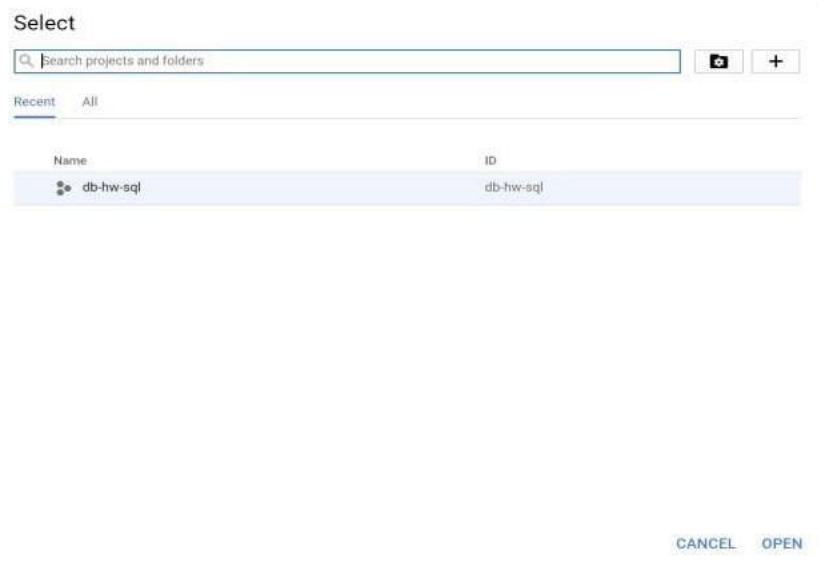 Select
Search projects and folders
Recent All
Name ID
db-hw-sql db-hw-sql
CANCEL OPEN